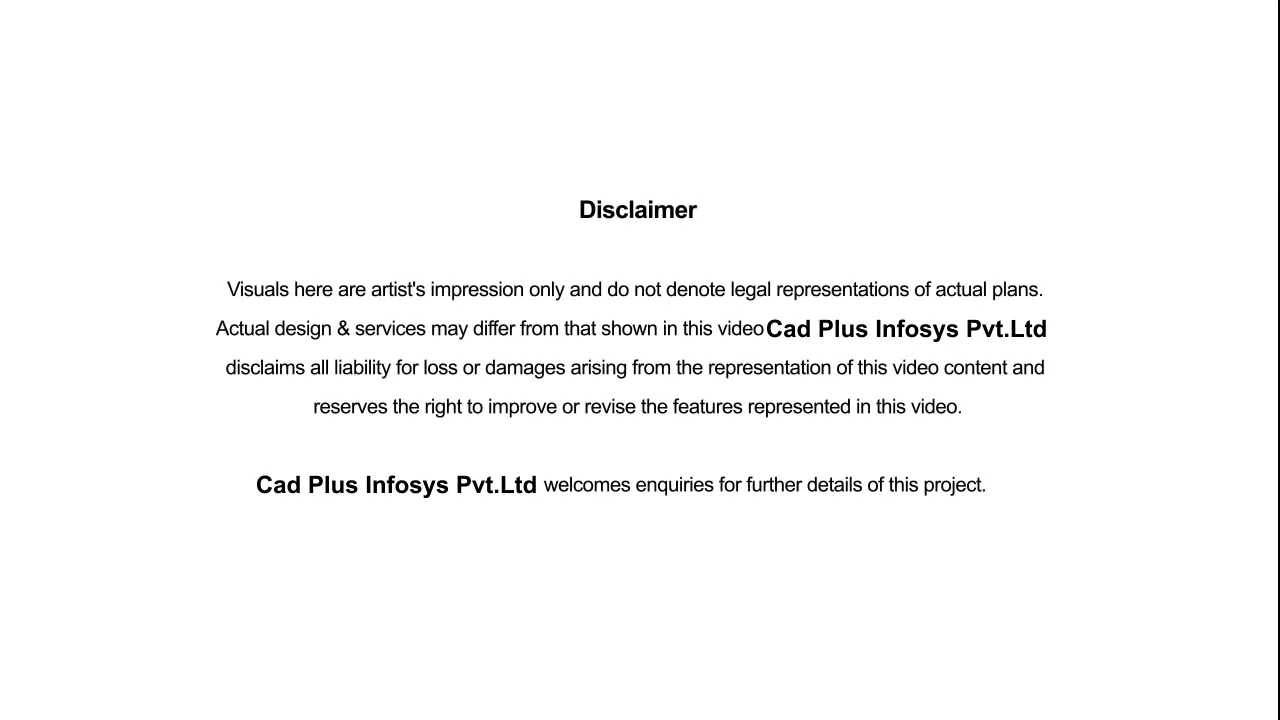 Disclaimer
Visuals here are artist's impression only and do not denote legal representations of actual plans.
Actual design & services may differ from that shown in this video Cad Plus Infosys Pvt.Ltd
disclaims all liability for loss or damages arising from the representation of this video content and
reserves the right to improve or revise the features represented in this video.
Cad Plus Infosys Pvt.Ltd welcomes enquiries for further details of this project.